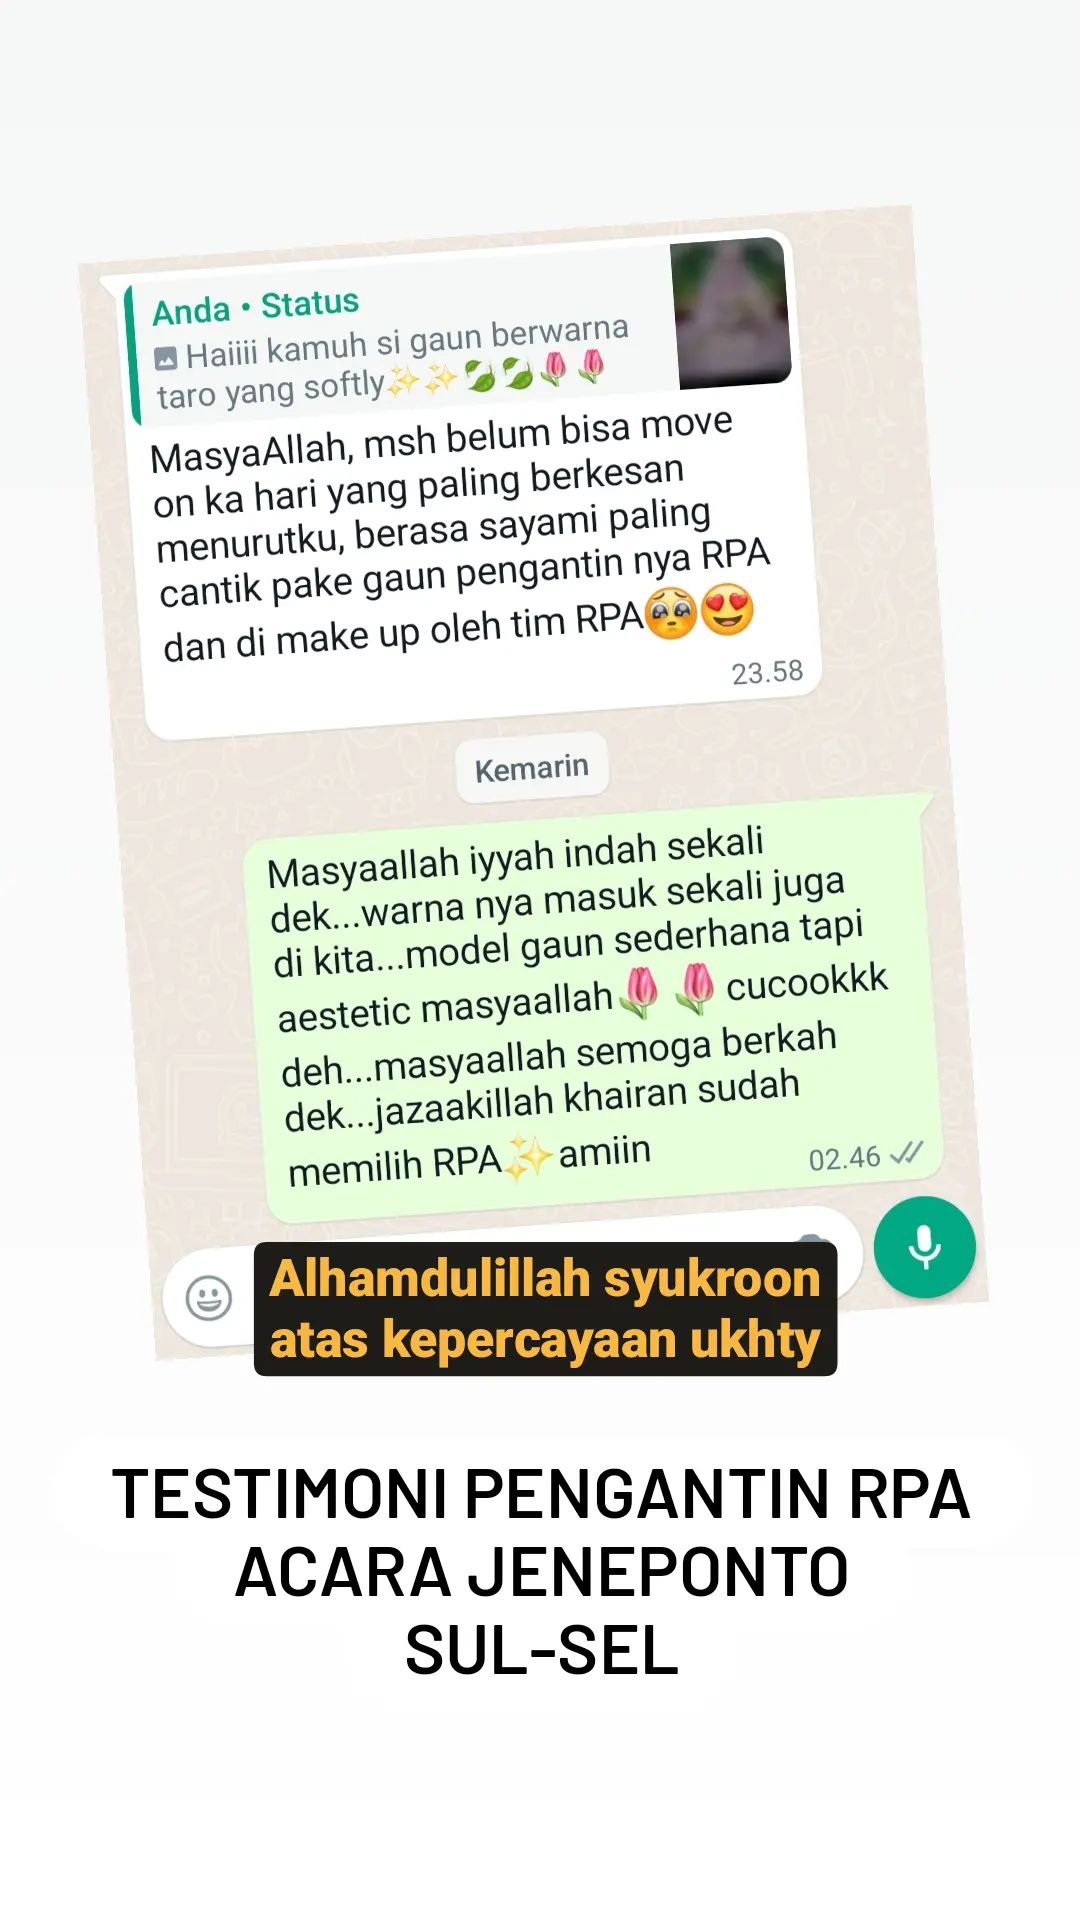 Anda • Status
Haiiii kamuh si gaun berwarna
taro yang softly✨✨🍃🍃🌷🌷
MasyaAllah, msh belum bisa move
on ka hari yang paling berkesan
menurutku, berasa sayami paling
cantik pake gaun pengantin nya RPA
dan di make up oleh tim RPA🥺😍
23.58
Kemarin
Masyaallah iyyah indah sekali
dek...warna nya masuk sekali juga
di kita...model gaun sederhana tapi
aestetic masyaallah🌷🌷cucookkk
deh...masyaallah semoga berkah
dek...jazaakillah khairan sudah
memilih RPA✨amiin
02.46
Alhamdulillah syukroon
atas kepercayaan ukhty
TESTIMONI PENGANTIN RPA
ACARA JENEPONTO
SUL-SEL